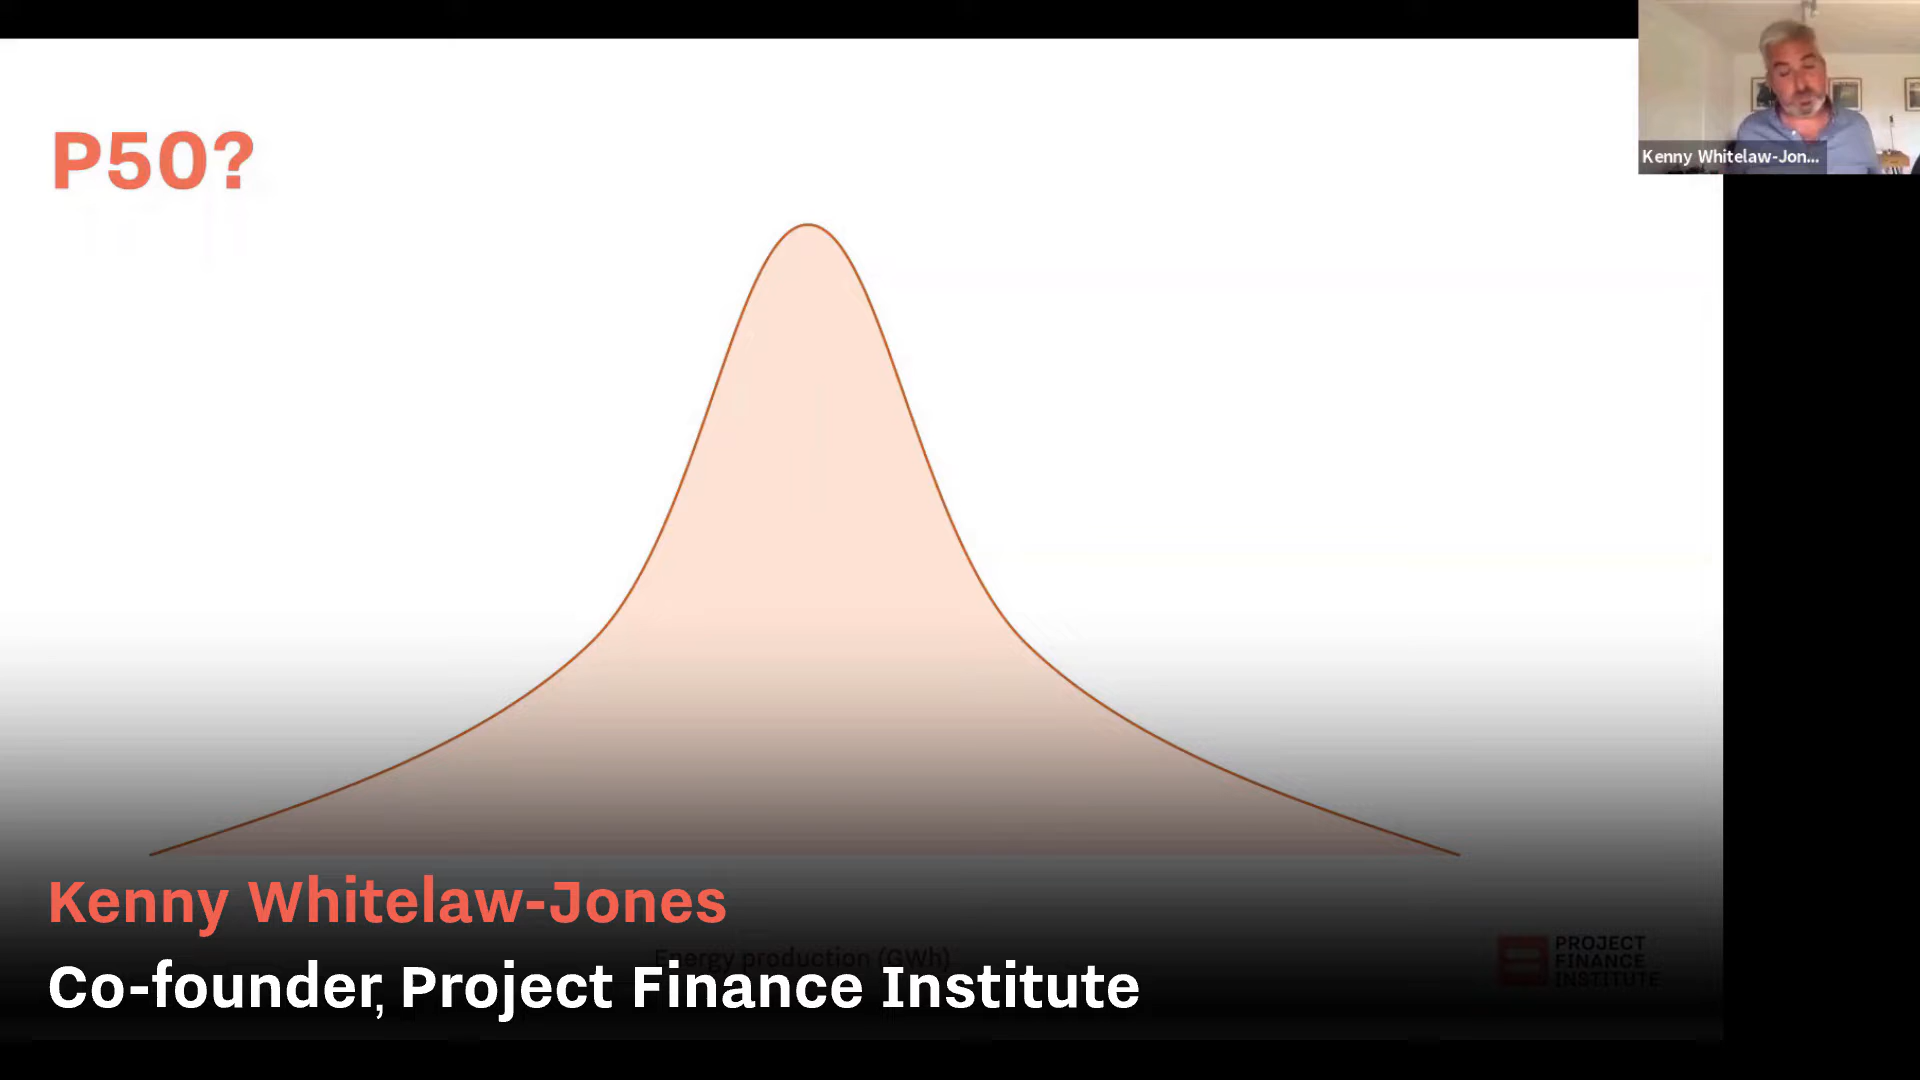 P50?
Kenny Whitelaw-Jon...
Kenny Whitelaw-Jones
Energy production (GWh)
PROJECT
FINANCE
INSTITUTE
Co-founder, Project Finance Institute